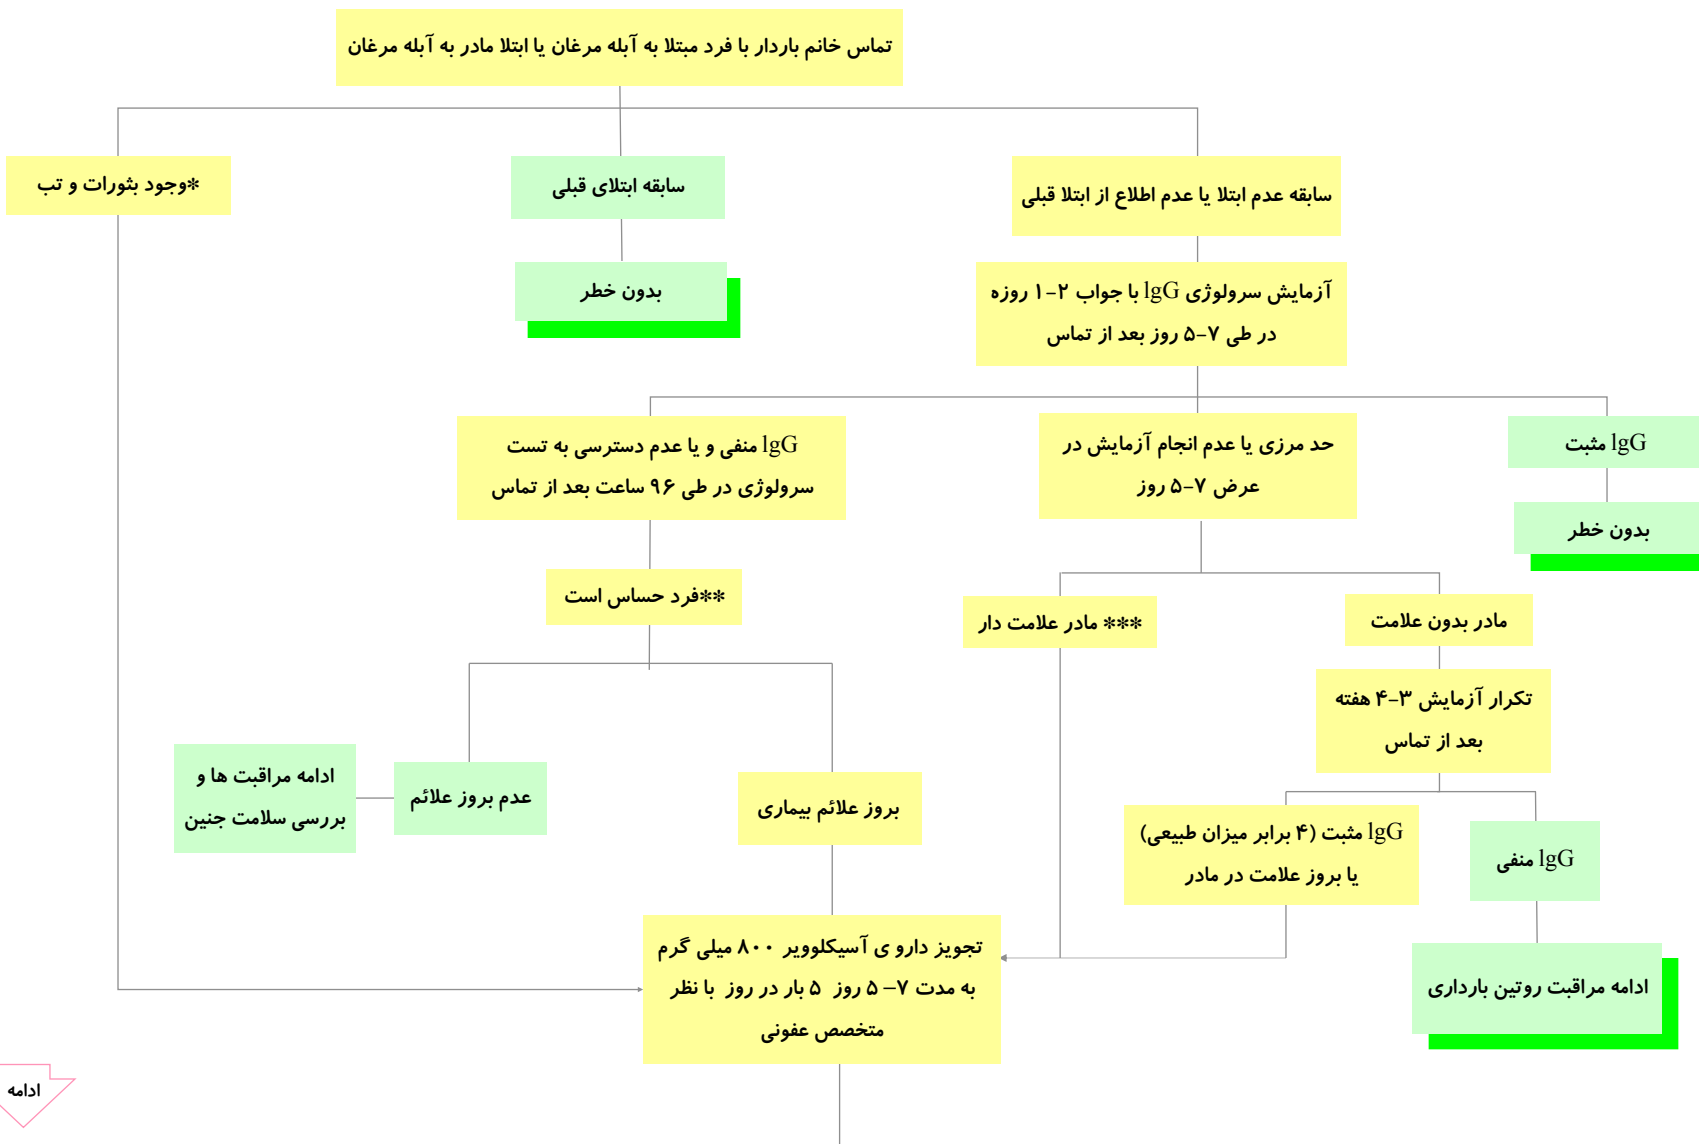 تماس خانم باردار با فرد مبتلا به آبله مرغان یا ابتلا مادر به آبله مرغان
سابقه عدم ابتلا یا عدم اطلاع از ابتلا قبلی
سابقه ابتلای قبلی
*وجود بثورات و تب
بدون خطر
آزمایش سرولوژی IgG با جواب ۲-۱ روزه
در طی ۷-۵ روز بعد از تماس
IgG مثبت
بدون خطر
حد مرزی یا عدم انجام آزمایش در
عرض ۷-۵ روز
IgG منفی و یا عدم دسترسی به تست
سرولوژی در طی ۹۶ ساعت بعد از تماس
**فرد حساس است
*** مادر علامت دار
مادر بدون علامت
تکرار آزمایش ۳-۴ هفته
بعد از تماس
IgG مثبت (۴ برابر میزان طبیعی)
یا بروز علامت در مادر
IgG منفی
ادامه مراقبت روتین بارداری
بروز علائم بیماری
عدم بروز علائم
ادامه مراقبت ها و
بررسی سلامت جنین
تجویز دارو ی آسیکلوویر ۸۰۰ میلی گرم
به مدت ۷– ۵ روز ۵ بار در روز با نظر
متخصص عفونی
ادامه